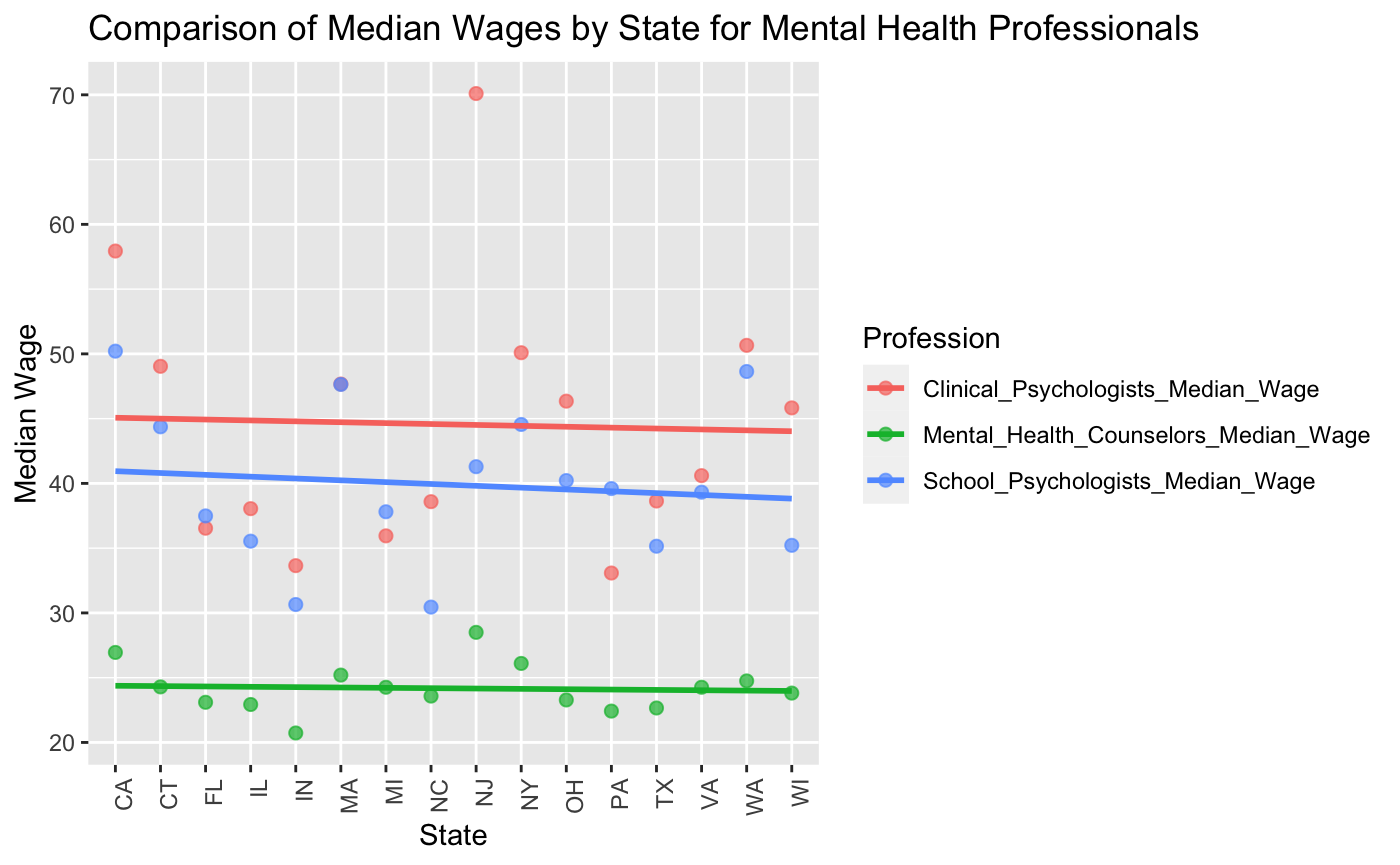 Comparison of Median Wages by State for Mental Health Professionals
70
60
50
40
30
20
Median Wage
CA
CT
FL
IL
IN
MA
MI
NC
NJ
NY
OH
PA
TX
VA
WA
WI
State
Profession
Clinical_Psychologists_Median_Wage
Mental_Health_Counselors_Median_Wage
School_Psychologists_Median_Wage